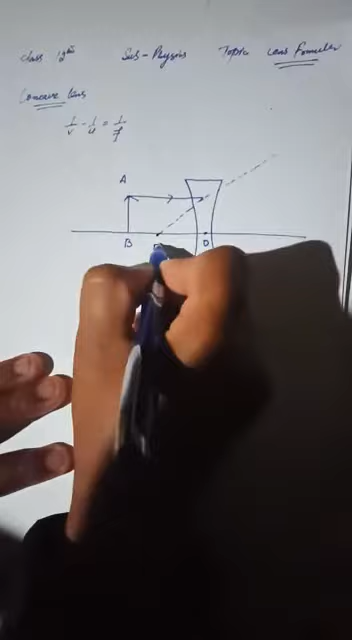 Class 12th Sub-Physics Topic Lens Formula
Concave lens
1/v - 1/u = 1/f
A
B F O